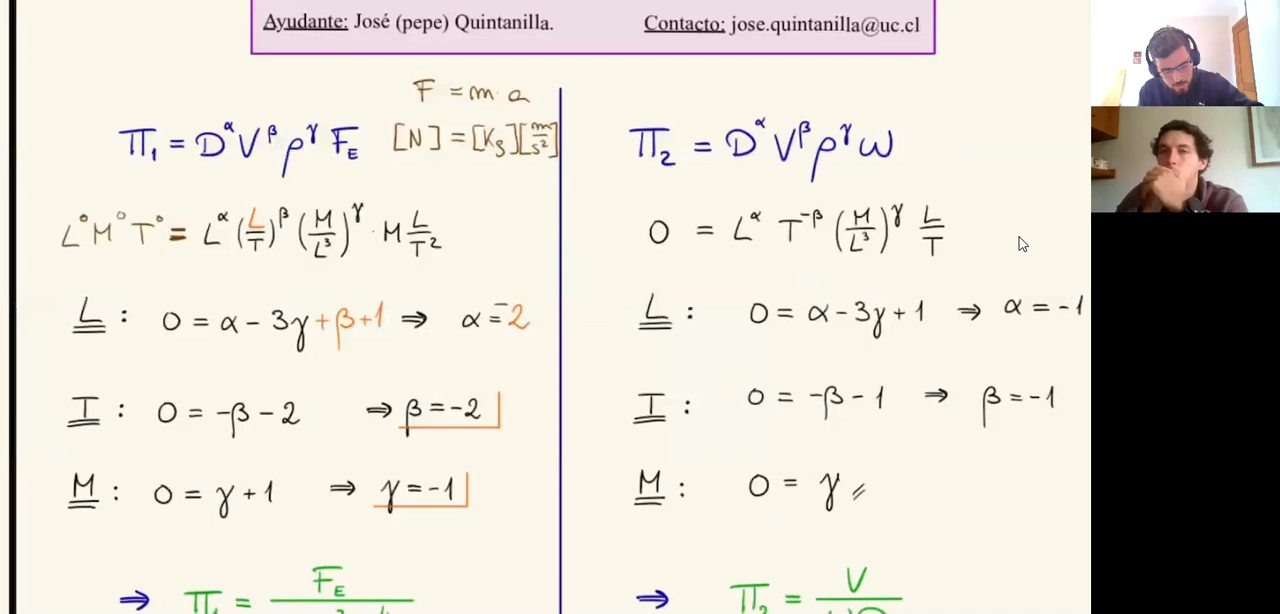 Ayudante: José (pepe) Quintanilla. Contacto: jose.quintanilla@uc.cl
F = m·a
[N] = [Kg][m/s²]
Π₁ = D^α V^β ρ^γ F_E
L° M° T° = L^α (L/T)^β (M/L³)^γ · M L/T²
L : 0 = α - 3γ + β + 1 ⇒ α = -2
T : 0 = -β - 2 ⇒ β = -2
M : 0 = γ + 1 ⇒ γ = -1
⇒ Π₁ = F_E
Π₂ = D^α V^β ρ^γ ω
0 = L^α T^-β (M/L³)^γ L/T
L : 0 = α - 3γ + 1 ⇒ α = -1
T : 0 = -β - 1 ⇒ β = -1
M : 0 = γ //
⇒ Π₂ = V